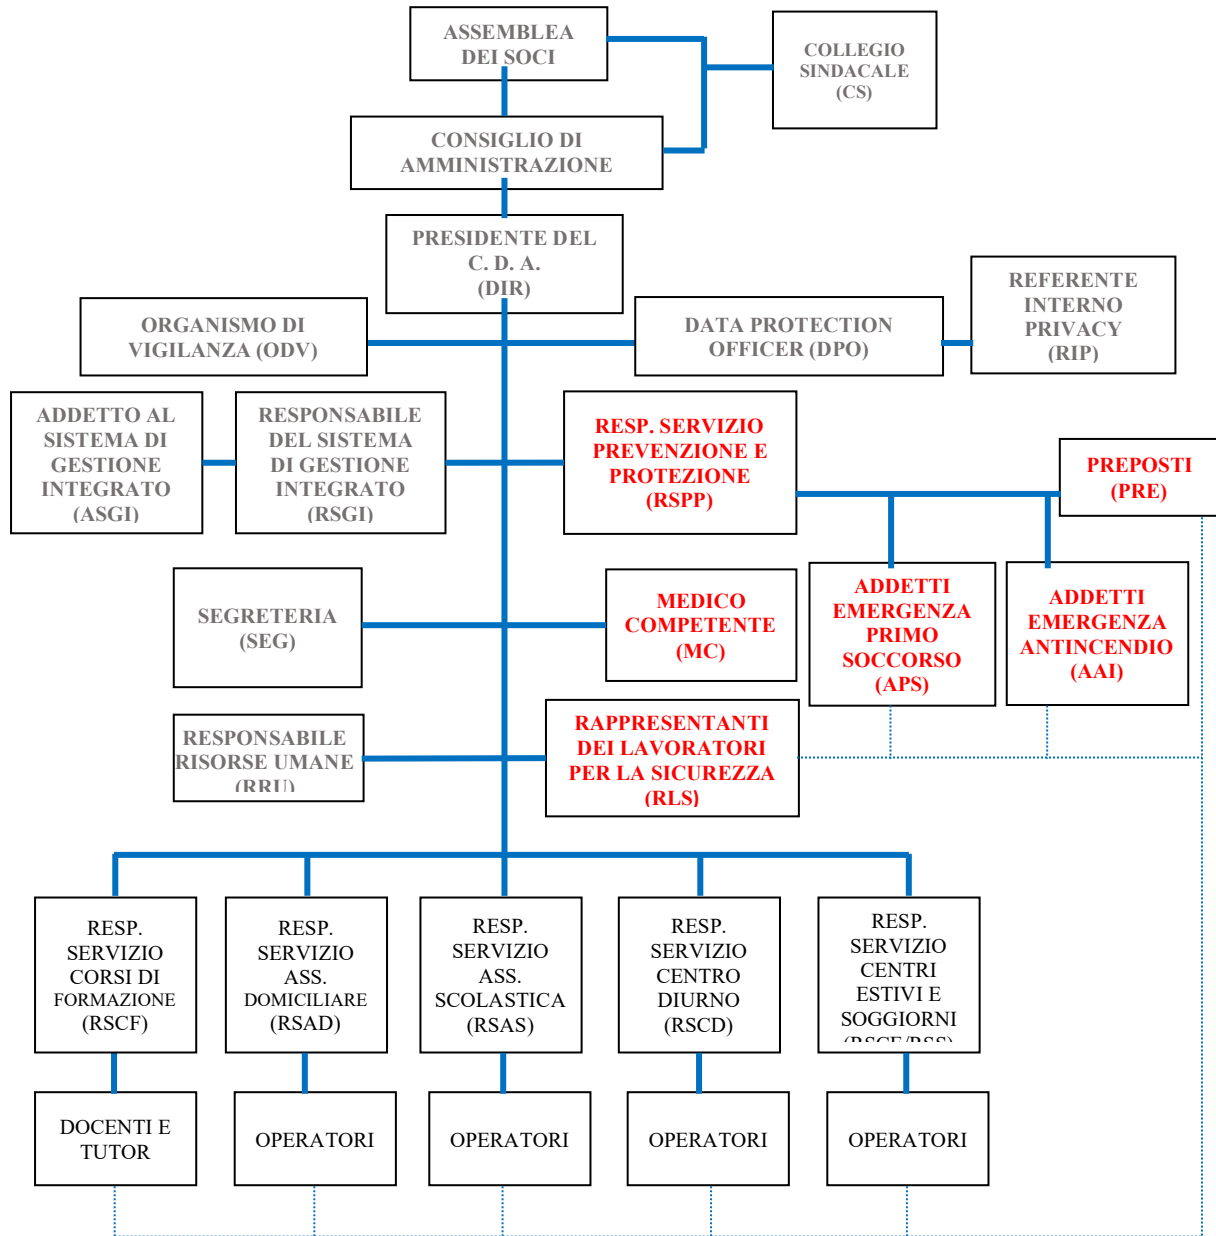 ASSEMBLEA
DEI SOCI
COLLEGIO
SINDACALE
(CS)
CONSIGLIO DI
AMMINISTRAZIONE
PRESIDENTE DEL
C. D. A.
(DIR)
ORGANISMO DI
VIGILANZA (ODV)
DATA PROTECTION
OFFICER (DPO)
REFERENTE
INTERNO
PRIVACY
(RIP)
ADDETTO AL
SISTEMA DI
GESTIONE
INTEGRATO
(ASGI)
RESPONSABILE
DEL SISTEMA
DI GESTIONE
INTEGRATO
(RSGI)
RESP. SERVIZIO
PREVENZIONE E
PROTEZIONE
(RSPP)
PREPOSTI
(PRE)
SEGRETERIA
(SEG)
MEDICO
COMPETENTE
(MC)
ADDETTI
EMERGENZA
PRIMO
SOCCORSO
(APS)
ADDETTI
EMERGENZA
ANTINCENDIO
(AAI)
RESPONSABILE
RISORSE UMANE
(RRU)
RAPPRESENTANTI
DEI LAVORATORI
PER LA SICUREZZA
(RLS)
RESP.
SERVIZIO
CORSI DI
FORMAZIONE
(RSCF)
RESP.
SERVIZIO
ASS.
DOMICILIARE
(RSAD)
RESP.
SERVIZIO
ASS.
SCOLASTICA
(RSAS)
RESP.
SERVIZIO
CENTRO
DIURNO
(RSCD)
RESP.
SERVIZIO
CENTRI
ESTIVI E
SOGGIORNI
(RSCE/RSS)
DOCENTI E
TUTOR
OPERATORI
OPERATORI
OPERATORI
OPERATORI